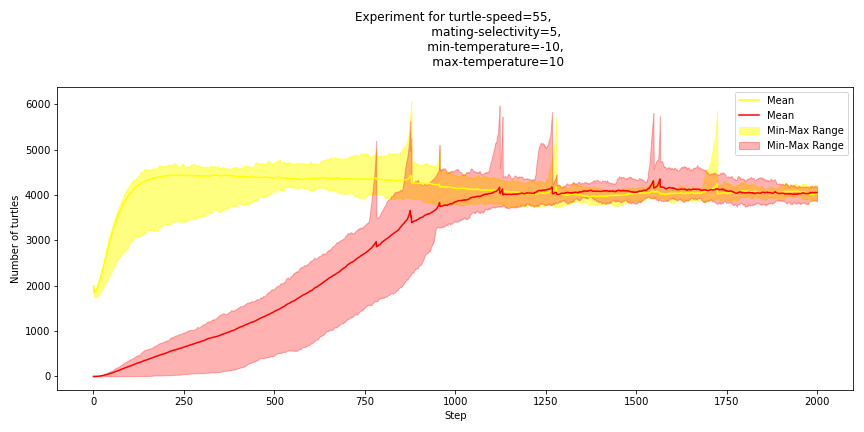 Experiment for turtle-speed=55,
mating-selectivity=5,
min-temperature=-10,
max-temperature=10
Mean
Mean
Min-Max Range
Min-Max Range
Number of turtles
6000
5000
4000
3000
2000
1000
0
0 250 500 750 1000 1250 1500 1750 2000
Step